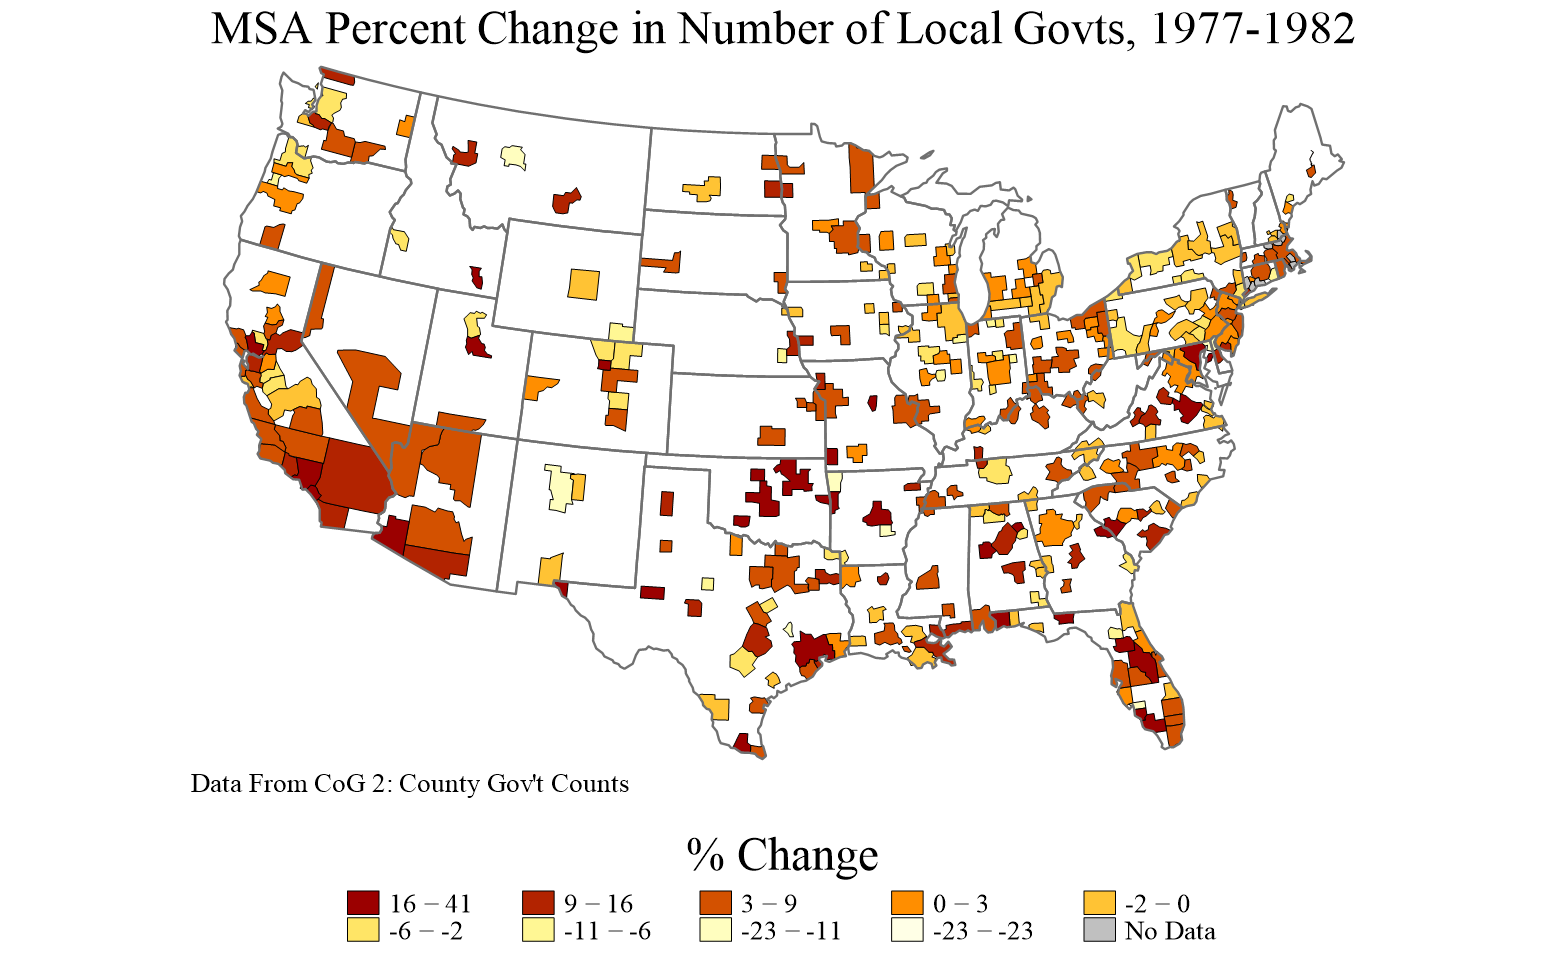 MSA Percent Change in Number of Local Govts, 1977-1982
Data From CoG 2: County Gov't Counts
% Change
16 − 41
9 − 16
3 − 9
0 − 3
-2 − 0
-6 − -2
-11 − -6
-23 − -11
-23 − -23
No Data